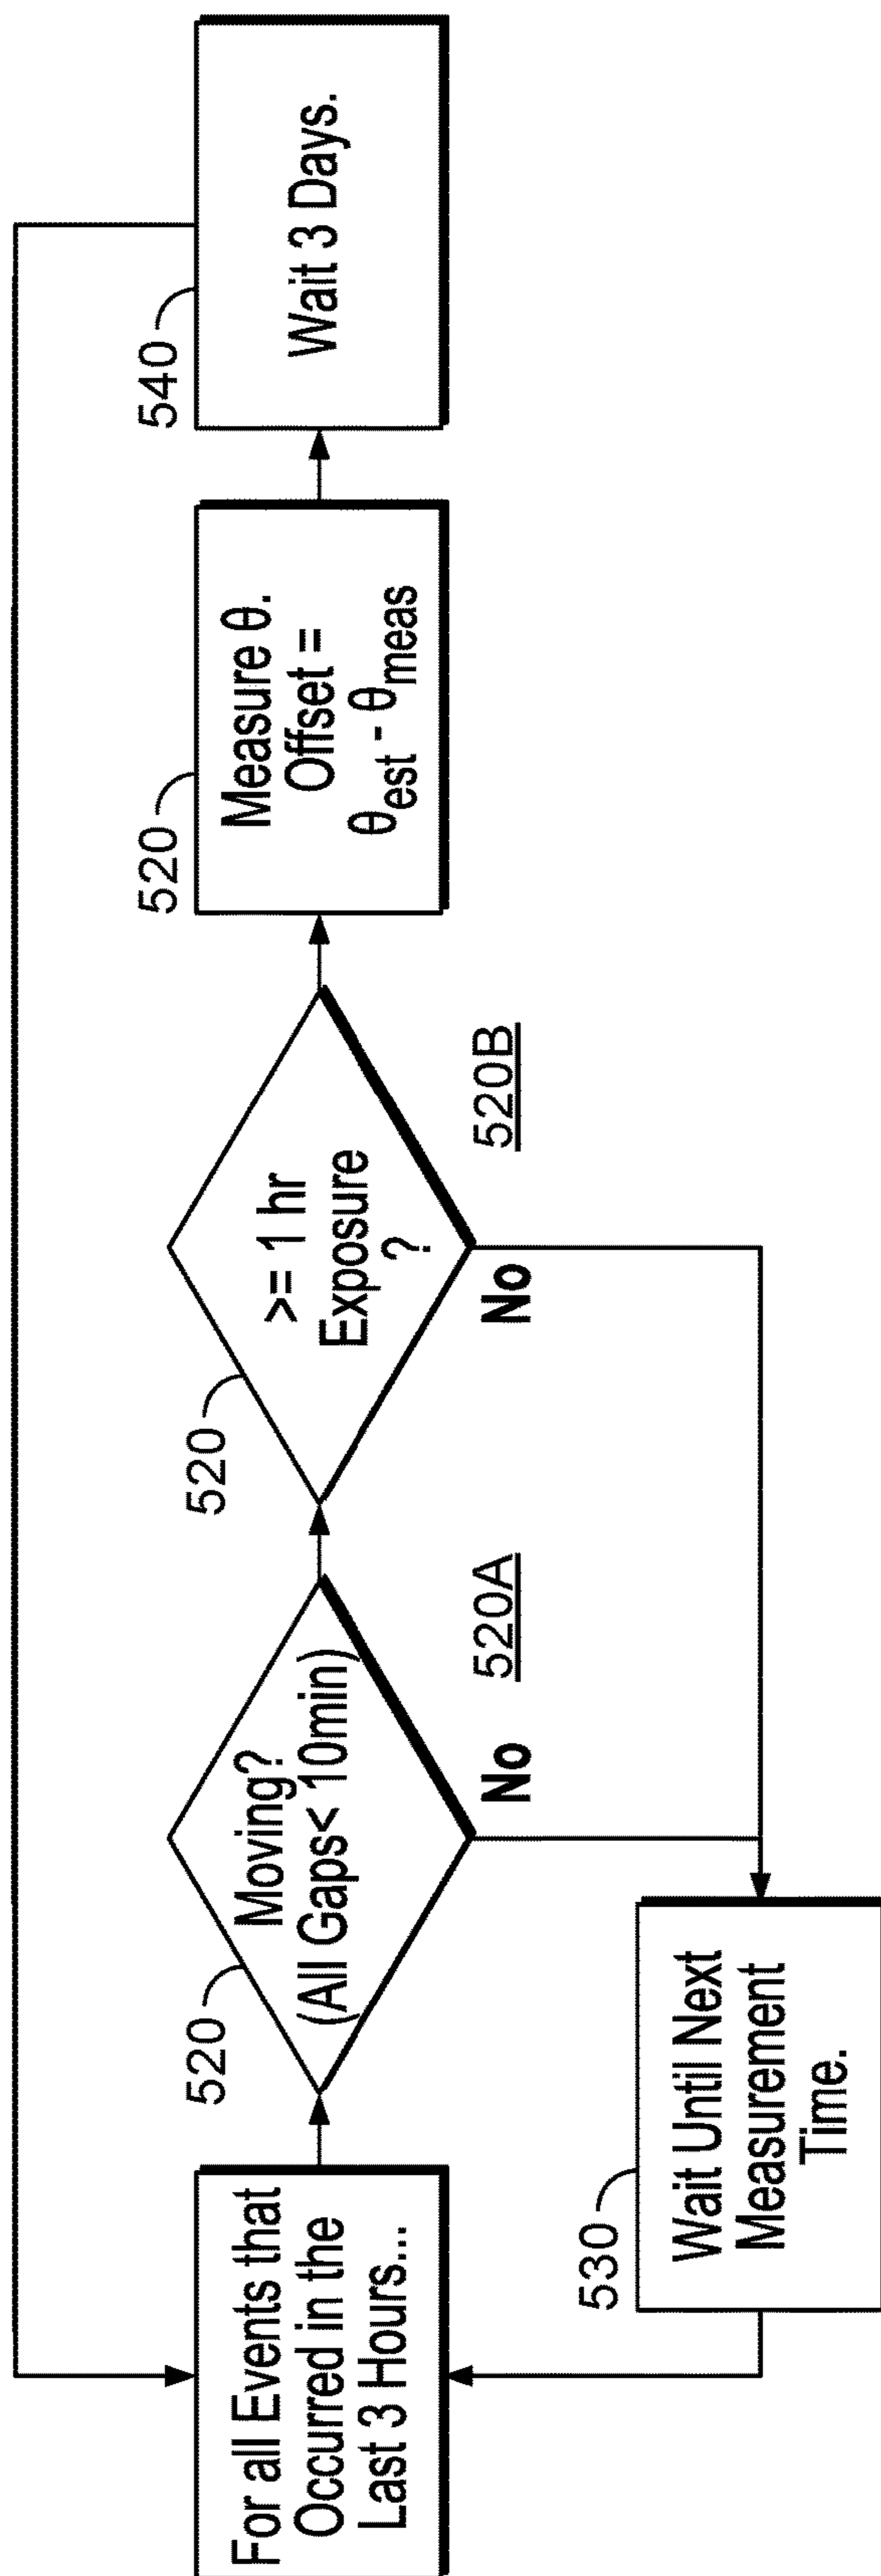 For all Events that
Occurred in the
Last 3 Hours...
520
Moving?
(All Gaps< 10min)
520A
No
520
>= 1 hr
Exposure
?
520B
No
520
Measure θ.
Offset =
θest - θmeas
540
Wait 3 Days.
530
Wait Until Next
Measurement
Time.